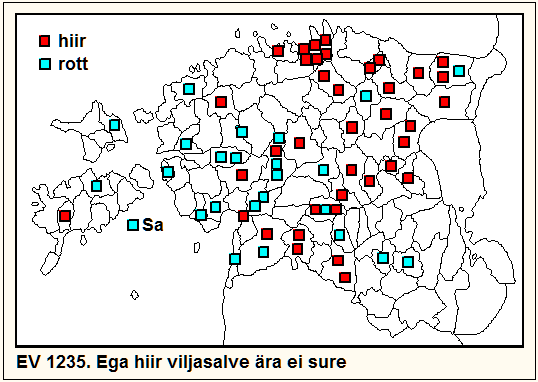 hiir
rott
Sa
EV 1235. Ega hiir viljasalve ära ei sure